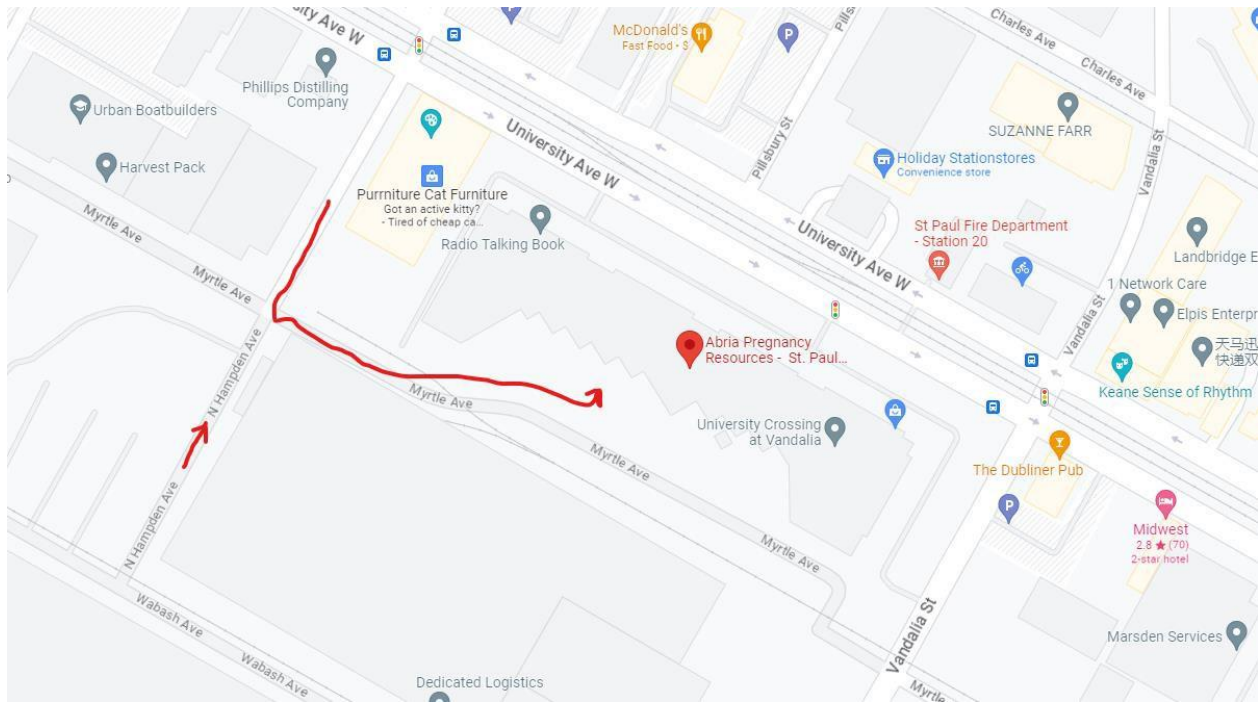 University Ave W
McDonald's
Fast Food • $
Charles Ave
Charles Ave
Phillips Distilling
Company
Urban Boatbuilders
Harvest Pack
University Ave W
Pillsbury St
SUZANNE FARR
Vandalia St
Holiday Stationstores
Convenience store
Purrniture Cat Furniture
Got an active kitty?
- Tired of cheap ca...
Radio Talking Book
Myrtle Ave
Myrtle Ave
University Ave W
St Paul Fire Department
- Station 20
Landbridge E
1 Network Care
Elpis Enterpr
天马迅
快递双
Vandalia St
N Hampden Ave
Abria Pregnancy
Resources - St. Paul...
Keane Sense of Rhythm
Myrtle Ave
University Crossing
at Vandalia
Myrtle Ave
The Dubliner Pub
N Hampden Ave
Midwest
2.8 ★ (70)
2-star hotel
Myrtle Ave
Wabash Ave
Wabash Ave
Vandalia St
Marsden Services
Dedicated Logistics
Myrtle
P
P
P
P